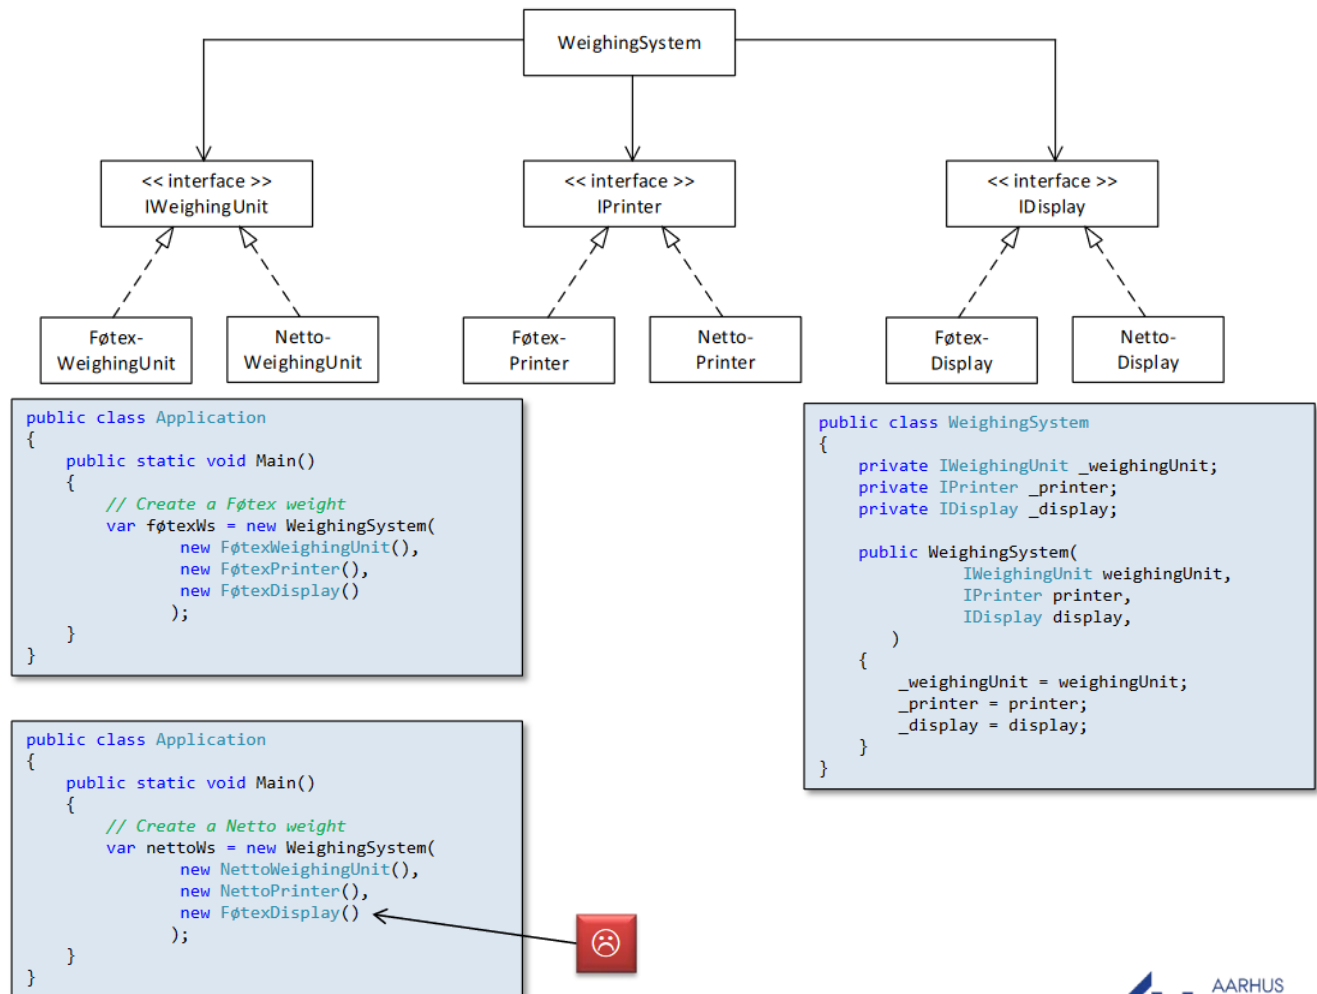 WeighingSystem
<< interface >>
IWeighingUnit
<< interface >>
IPrinter
<< interface >>
IDisplay
Føtex-
WeighingUnit
Netto-
WeighingUnit
Føtex-
Printer
Netto-
Printer
Føtex-
Display
Netto-
Display
public class Application
{
    public static void Main()
    {
        // Create a Føtex weight
        var føtexWs = new WeighingSystem(
                new FøtexWeighingUnit(),
                new FøtexPrinter(),
                new FøtexDisplay()
               );
    }
}
public class WeighingSystem
{
    private IWeighingUnit _weighingUnit;
    private IPrinter _printer;
    private IDisplay _display;
    public WeighingSystem(
              IWeighingUnit weighingUnit,
              IPrinter printer,
              IDisplay display,
       )
    {
        _weighingUnit = weighingUnit;
        _printer = printer;
        _display = display;
    }
}
public class Application
{
    public static void Main()
    {
        // Create a Netto weight
        var nettoWs = new WeighingSystem(
                new NettoWeighingUnit(),
                new NettoPrinter(),
                new FøtexDisplay()
               );
    }
}
AARHUS